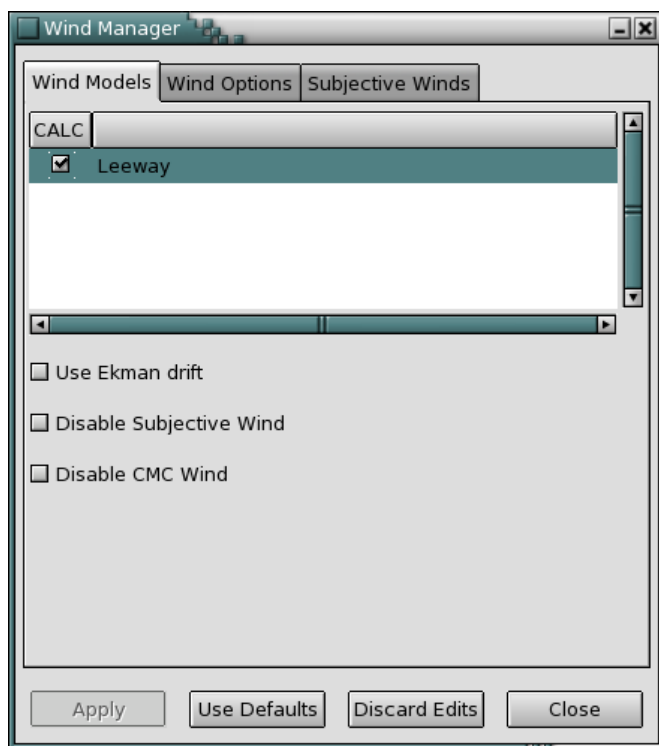 Wind Manager
Wind Models Wind Options Subjective Winds
CALC
Leeway
Use Ekman drift
Disable Subjective Wind
Disable CMC Wind
Apply Use Defaults Discard Edits Close